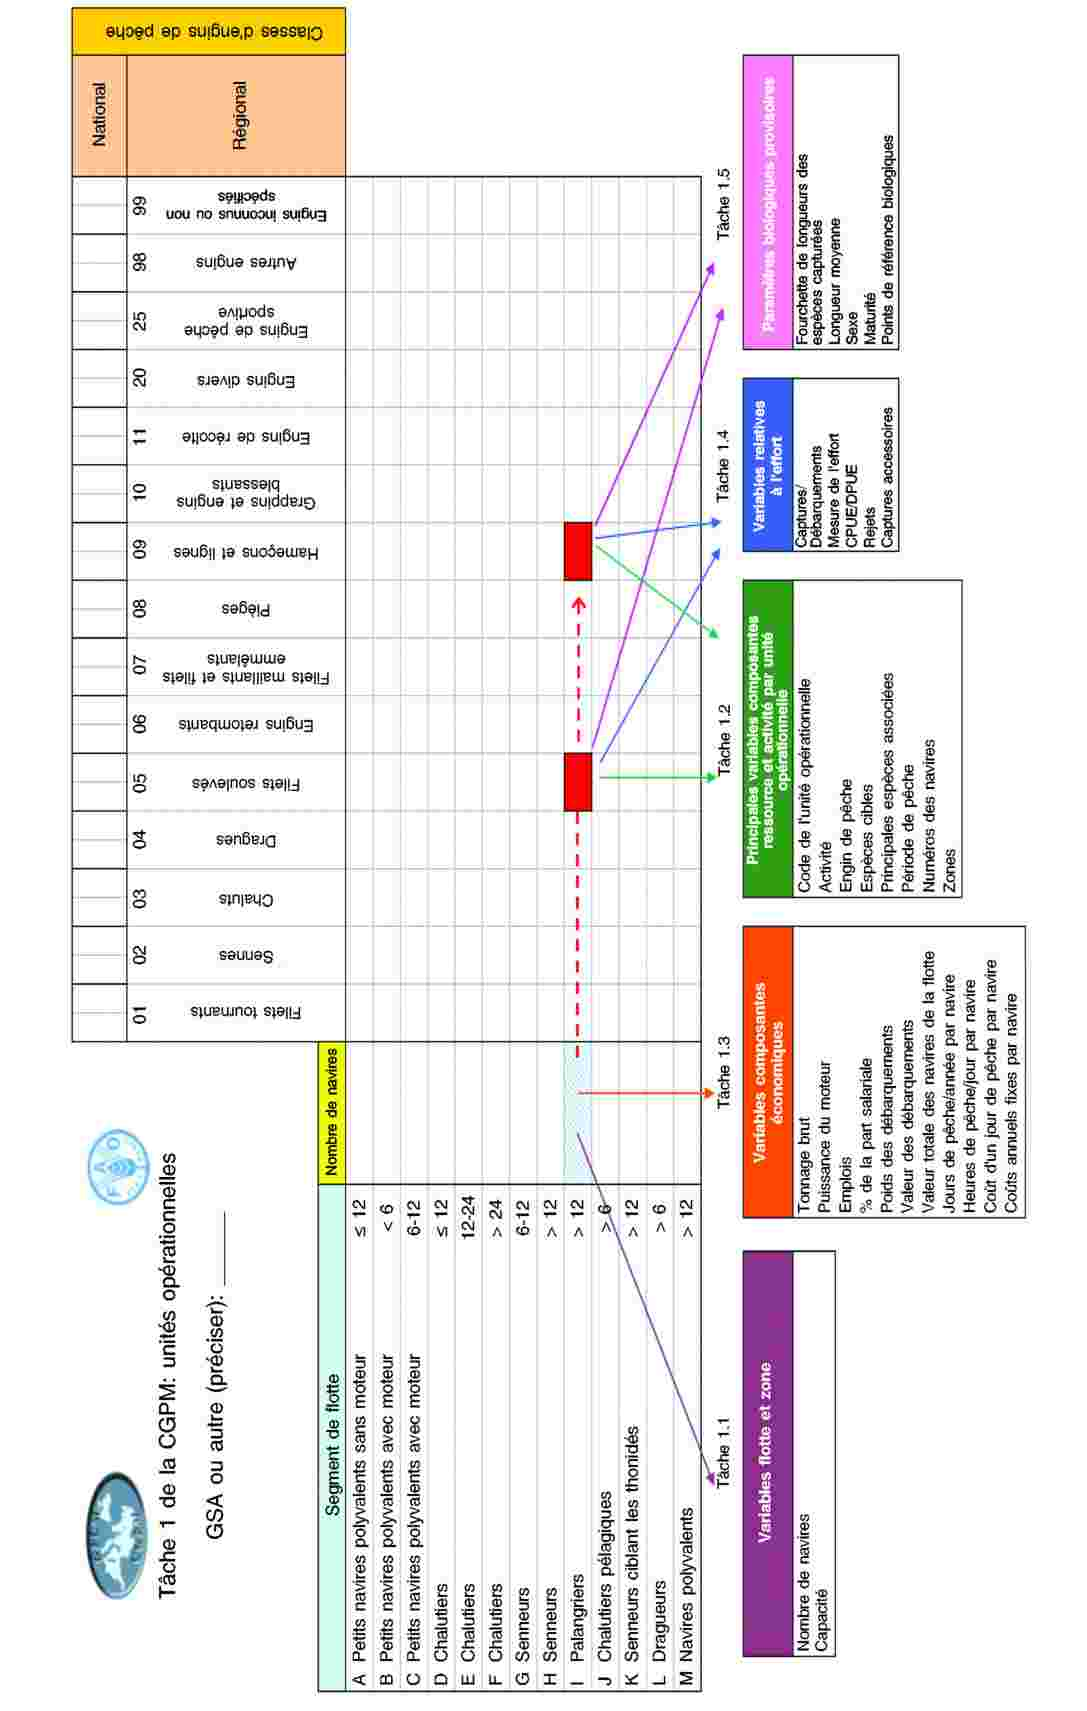 Tâche 1 de la CGPM: unités opérationnelles
GSA ou autre (préciser):
FAO
Classes d'engins de pêche
National
Régional
01
Filets tournants
02
Sennes
03
Chaluts
04
Dragues
05
Filets soulevés
06
Engins retombants
07
Filets maillants et filets
emmêlants
08
Pièges
09
Hameçons et lignes
10
Grappins et engins
blessants
11
Engins de récolte
20
Engins divers
25
Engins de pêche
sportive
98
Autres engins
99
Engins inconnus ou non
spécifiés
Segment de flotte
Nombre de navires
A Petits navires polyvalents sans moteur ≤ 12
B Petits navires polyvalents avec moteur < 6
C Petits navires polyvalents avec moteur 6-12
D Chalutiers ≤ 12
E Chalutiers 12-24
F Chalutiers > 24
G Senneurs 6-12
H Senneurs > 12
I Palangriers > 12
J Chalutiers pélagiques > 6
K Senneurs ciblant les thonidés > 12
L Dragueurs > 6
M Navires polyvalents > 12
Tâche 1.1
Tâche 1.3
Tâche 1.2
Tâche 1.4
Tâche 1.5
Variables flotte et zone
Nombre de navires
Capacité
Variables composantes
économiques
Tonnage brut
Puissance du moteur
Emplois
% de la part salariale
Poids des débarquements
Valeur des débarquements
Valeur totale des navires de la flotte
Jours de pêche/année par navire
Heures de pêche/jour par navire
Coût d'un jour de pêche par navire
Coûts annuels fixes par navire
Principales variables composantes
ressource et activité par unité
opérationnelle
Code de l'unité opérationnelle
Activité
Engin de pêche
Espèces cibles
Principales espèces associées
Période de pêche
Numéros des navires
Zones
Variables relatives
à l'effort
Captures/
Débarquements
Mesure de l'effort
CPUE/DPUE
Rejets
Captures accessoires
Paramètres biologiques provisoires
Fourchette de longueurs des
espèces capturées
Longueur moyenne
Sexe
Maturité
Points de référence biologiques